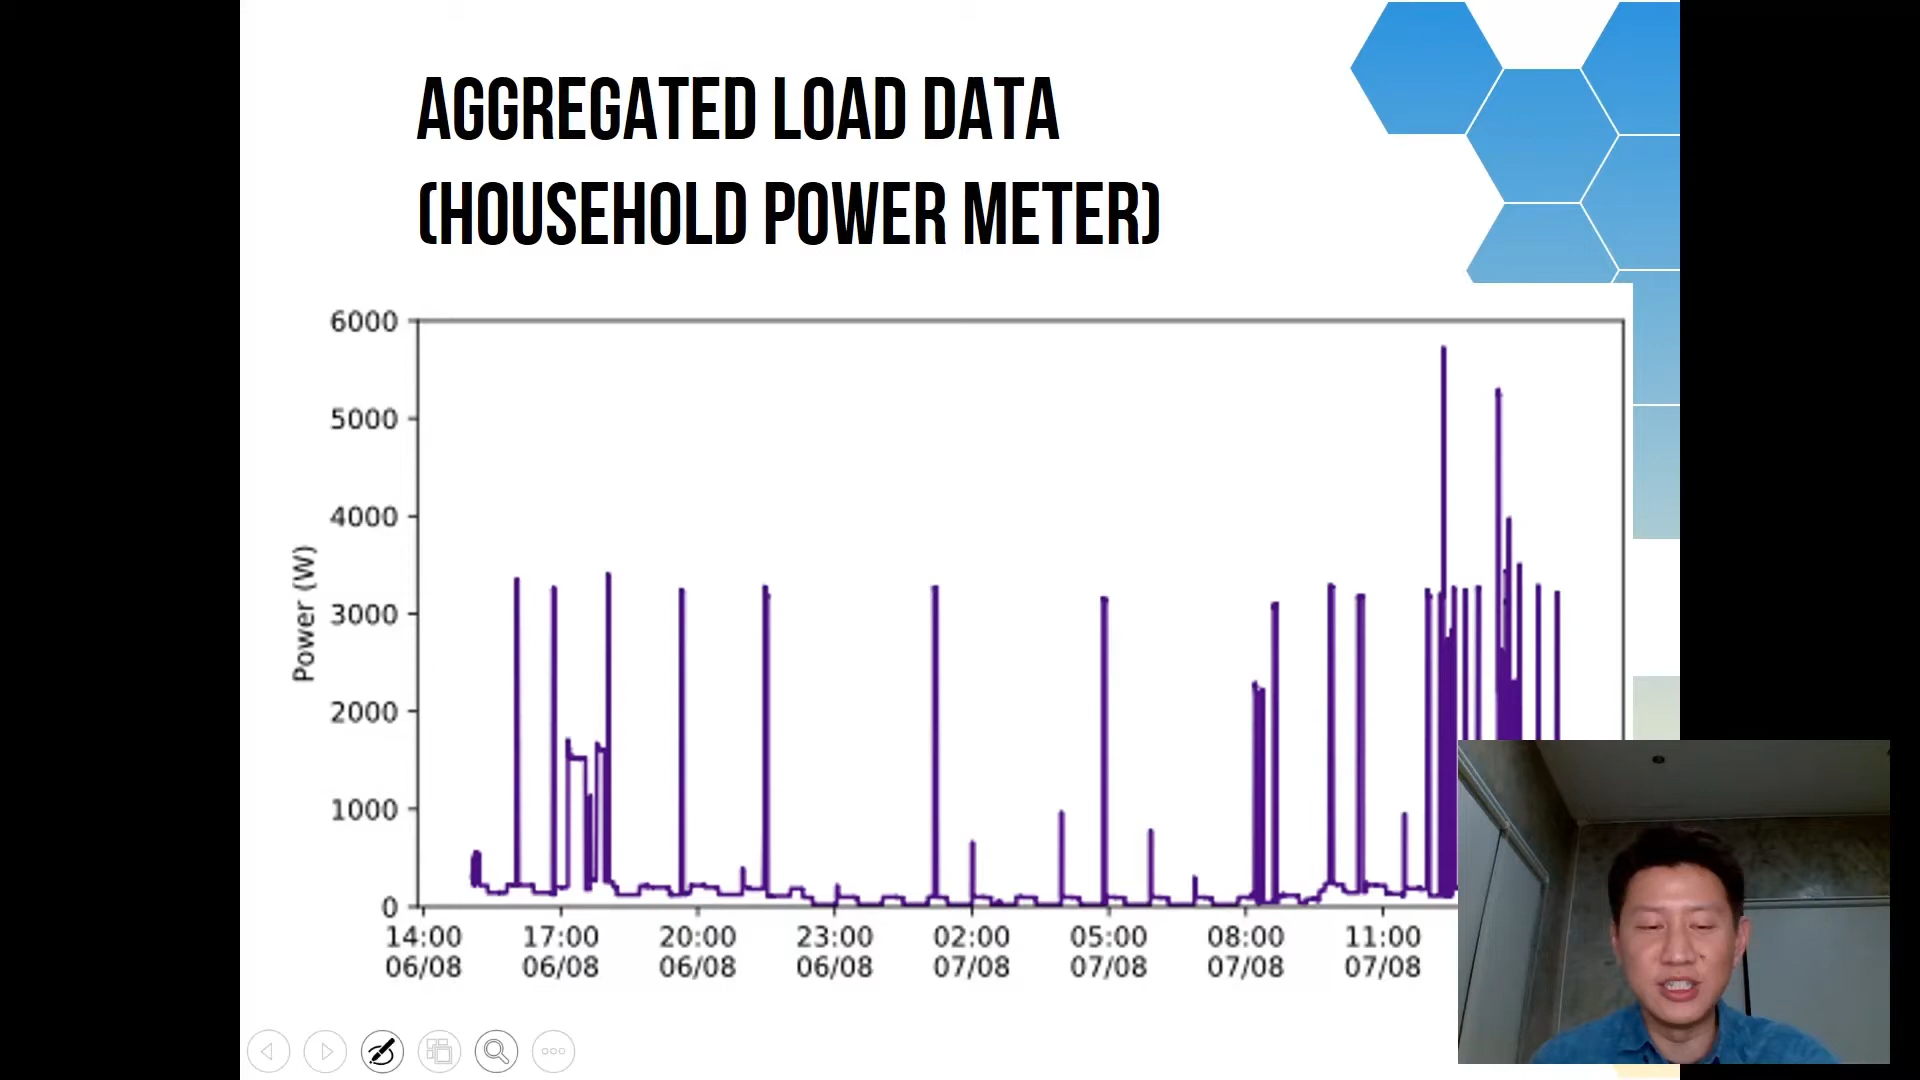 AGGREGATED LOAD DATA
(HOUSEHOLD POWER METER)
6000
5000
4000
3000
2000
1000
0
Power (W)
14:00 17:00 20:00 23:00 02:00 05:00 08:00 11:00
06/08 06/08 06/08 06/08 07/08 07/08 07/08 07/08